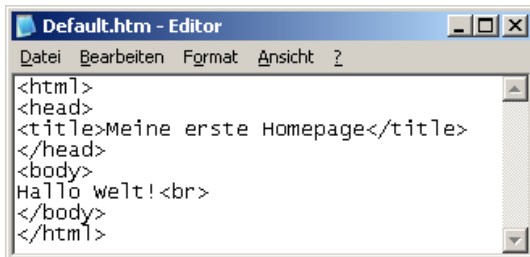 Default.htm - Editor
Datei Bearbeiten Format Ansicht ?
<html>
<head>
<title>Meine erste Homepage</title>
</head>
<body>
Hallo Welt!<br>
</body>
</html>